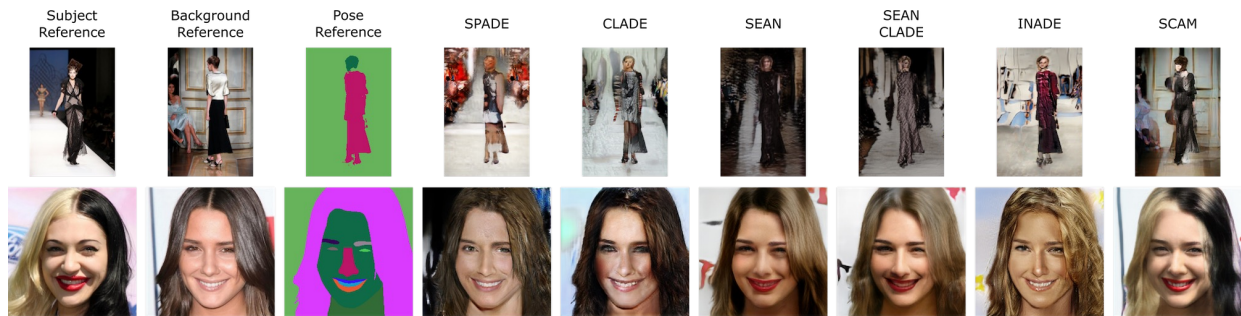 Subject
Reference
Background
Reference
Pose
Reference
SPADE
CLADE
SEAN
SEAN
CLADE
INADE
SCAM